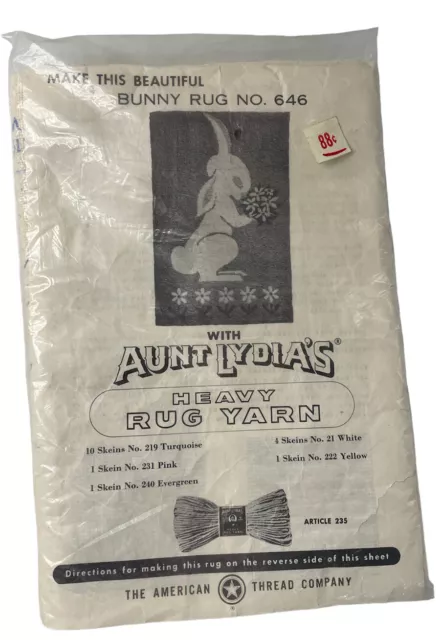 MAKE THIS BEAUTIFUL
BUNNY RUG NO. 646
88¢
WITH
AUNT LYDIA'S®
HEAVY
RUG YARN
10 Skeins No. 219 Turquoise
1 Skein No. 231 Pink
1 Skein No. 240 Evergreen
4 Skeins No. 21 White
1 Skein No. 222 Yellow
ARTICLE 235
Directions for making this rug on the reverse side of this sheet
THE AMERICAN THREAD COMPANY